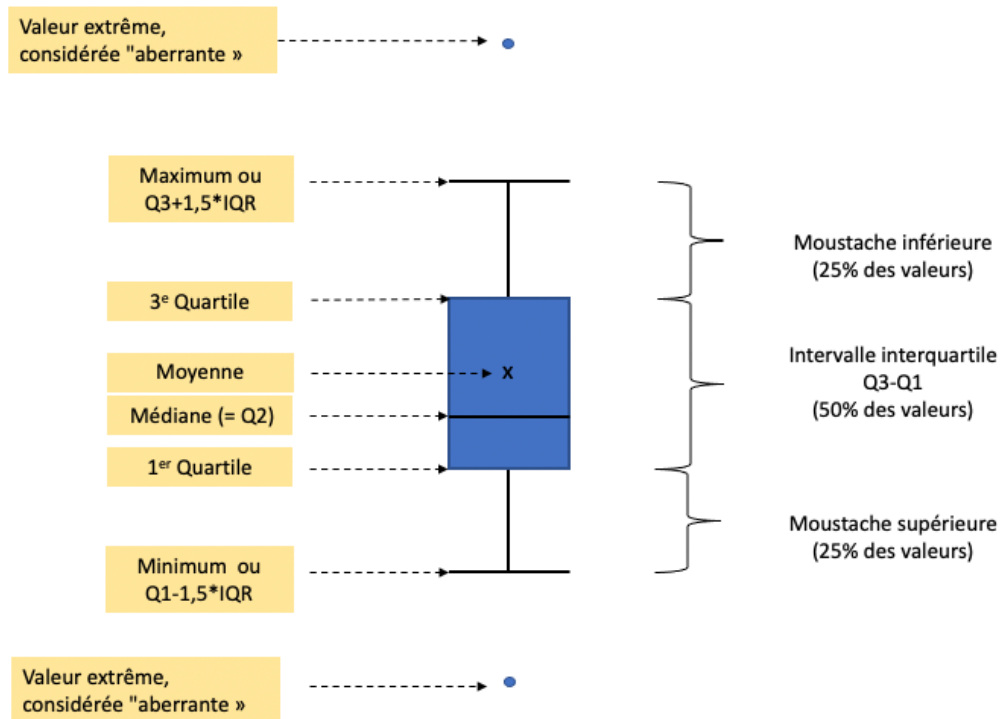 Valeur extrême,
considérée "aberrante »
Maximum ou
Q3+1,5*IQR
3e Quartile
Moyenne
x
Médiane (= Q2)
1er Quartile
Minimum ou
Q1-1,5*IQR
Valeur extrême,
considérée "aberrante »
Moustache inférieure
(25% des valeurs)
Intervalle interquartile
Q3-Q1
(50% des valeurs)
Moustache supérieure
(25% des valeurs)